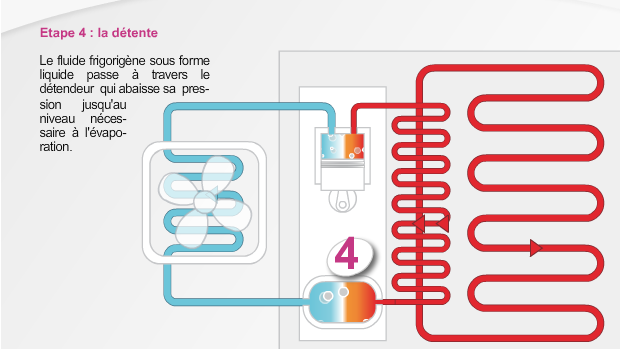 Etape 4 : la détente
Le fluide frigorigène sous forme
liquide passe à travers le
détendeur qui abaisse sa pres-
sion jusqu'au
niveau néces-
saire à l'évapo-
ration.
4